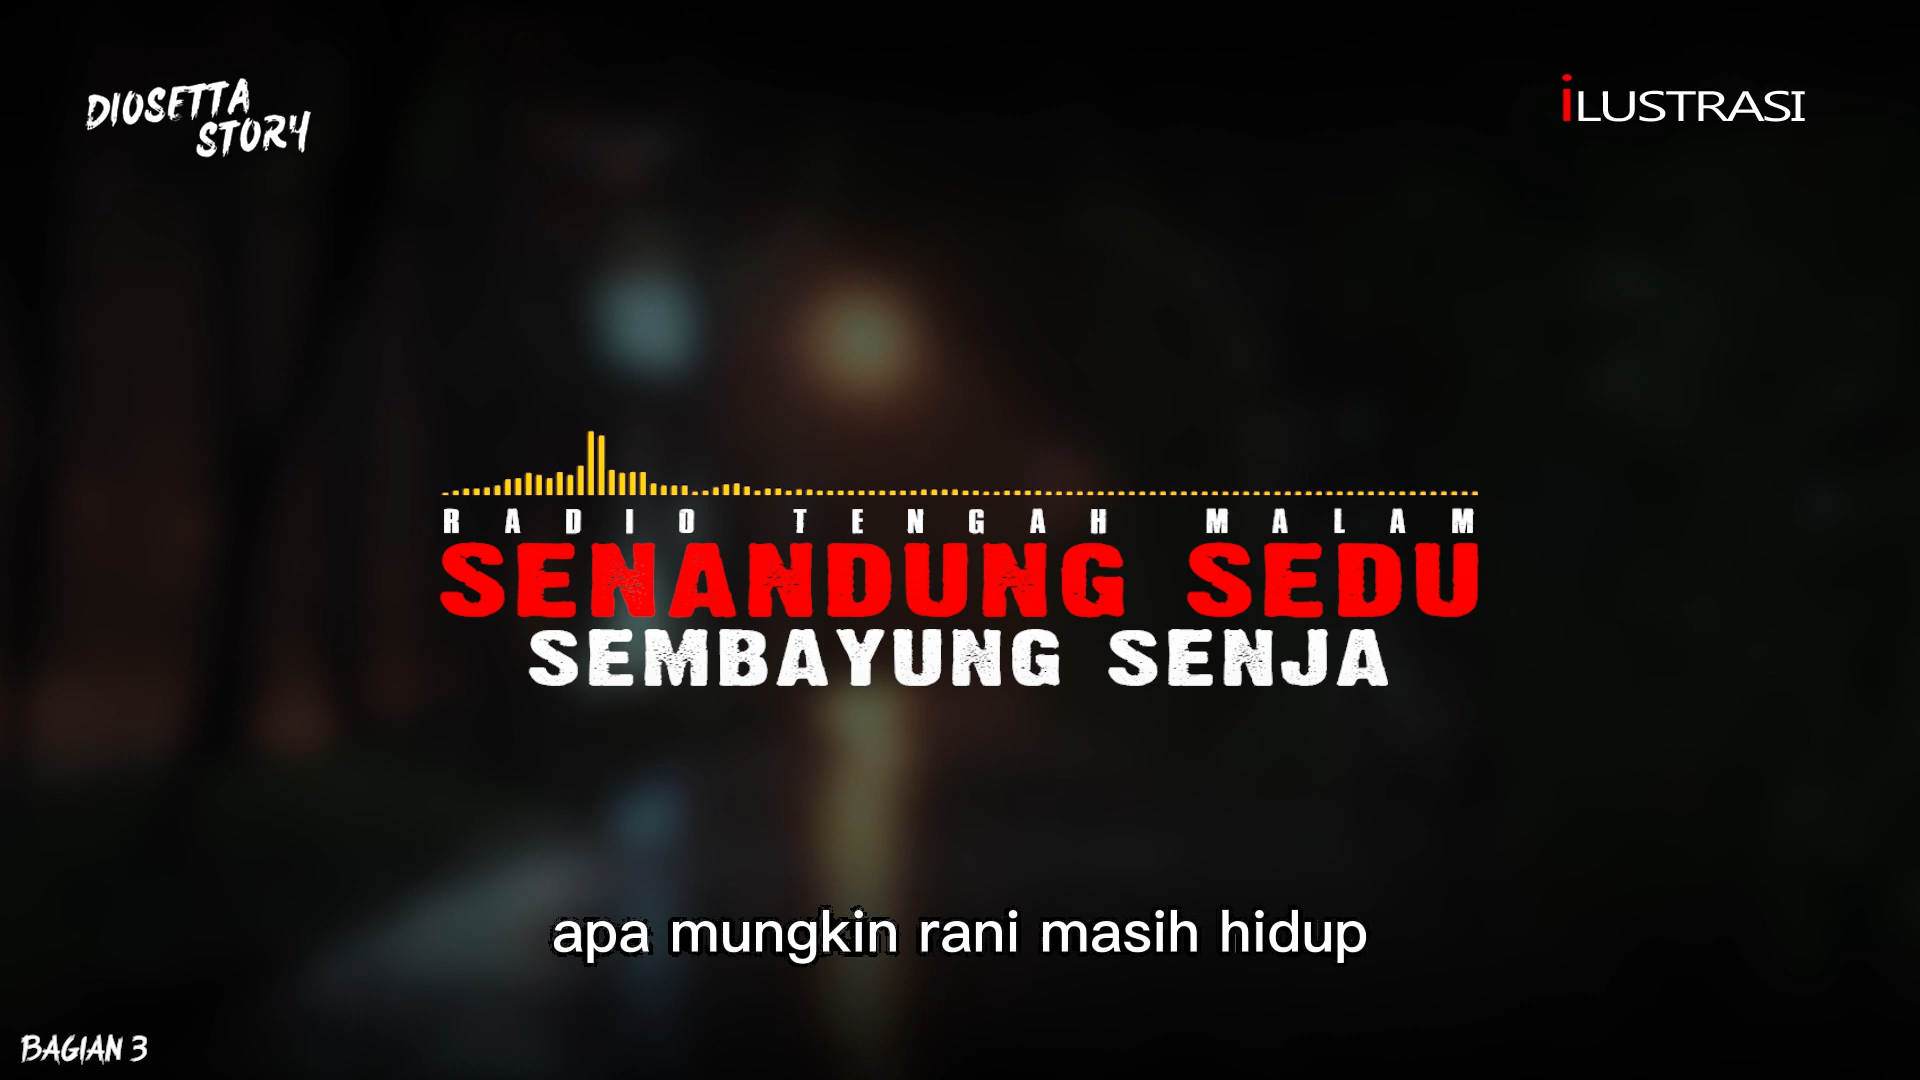 DIOSETTA
STORY
iLUSTRASI
RADIO TENGAH MALAM
SENANDUNG SEDU
SEMBAYUNG SENJA
apa mungkin rani masih hidup
BAGIAN 3